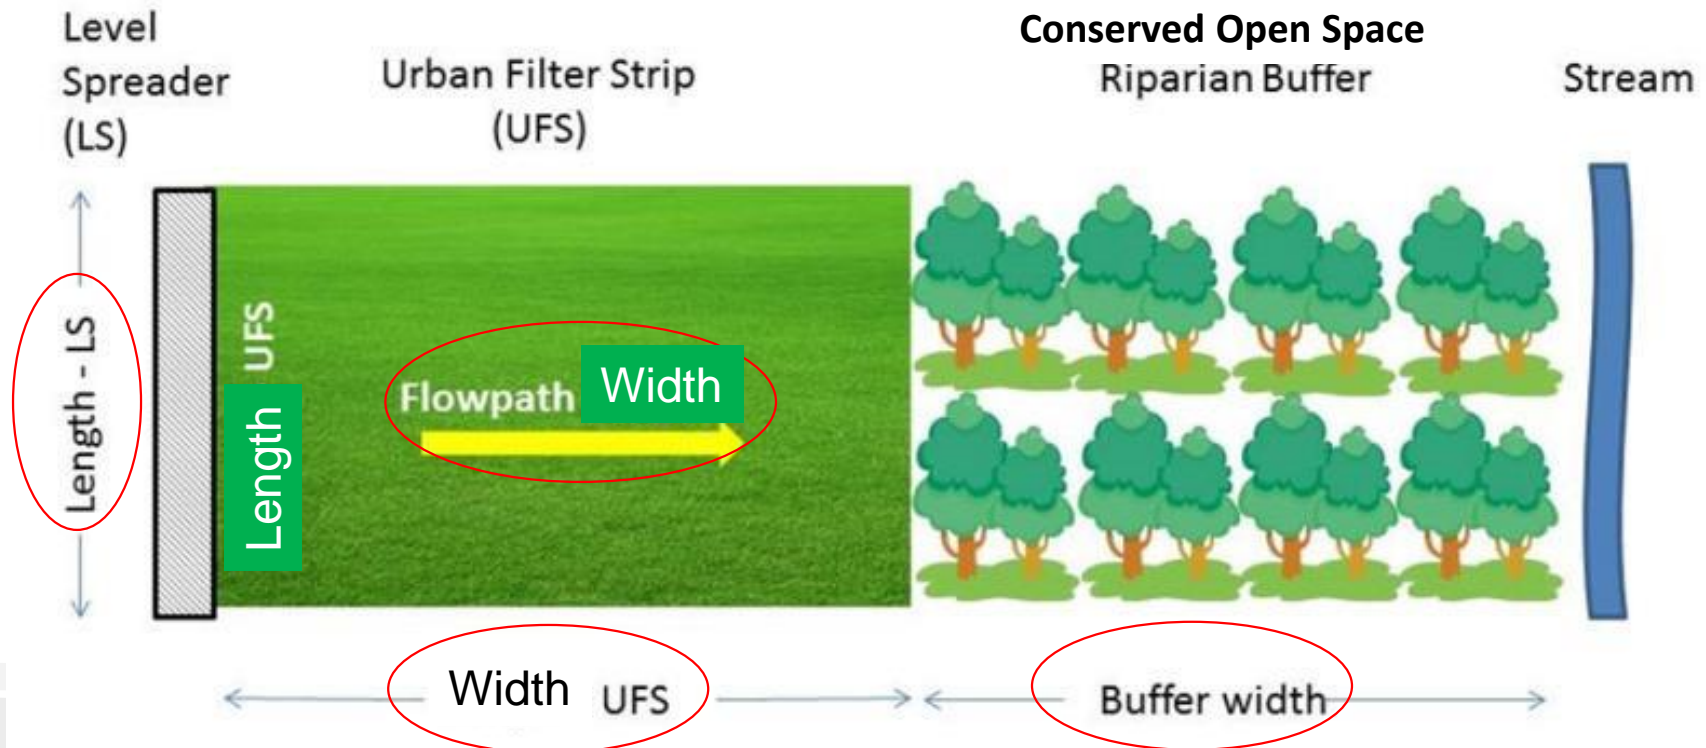 Level
Spreader
(LS)
Urban Filter Strip
(UFS)
Conserved Open Space
Riparian Buffer
Stream
Length - LS
Length UFS
Flowpath Width
Width UFS
Buffer width